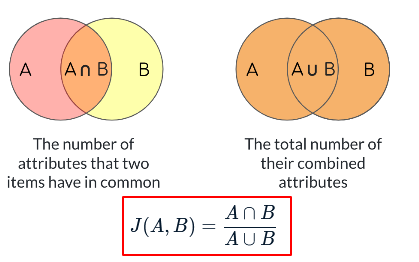 A A∩B B
A A∪B B
The number of
attributes that two
items have in common
The total number of
their combined
attributes
J(A, B) = A ∩ B / A ∪ B